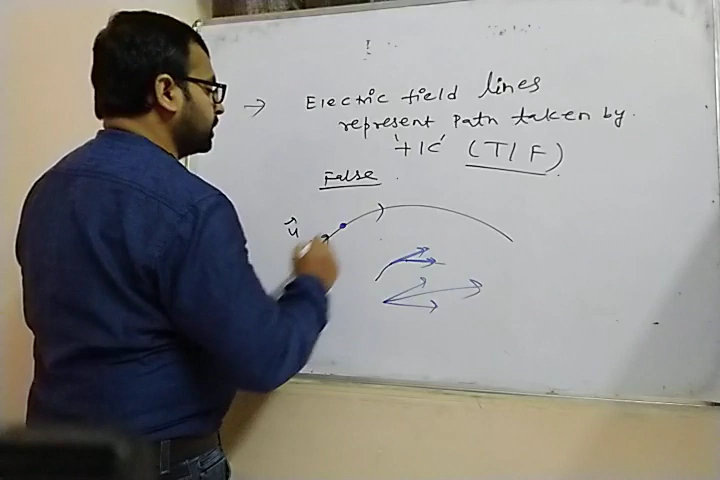 → Electric field lines
represent Path taken by.
'+1C' (T/F)
False.
û